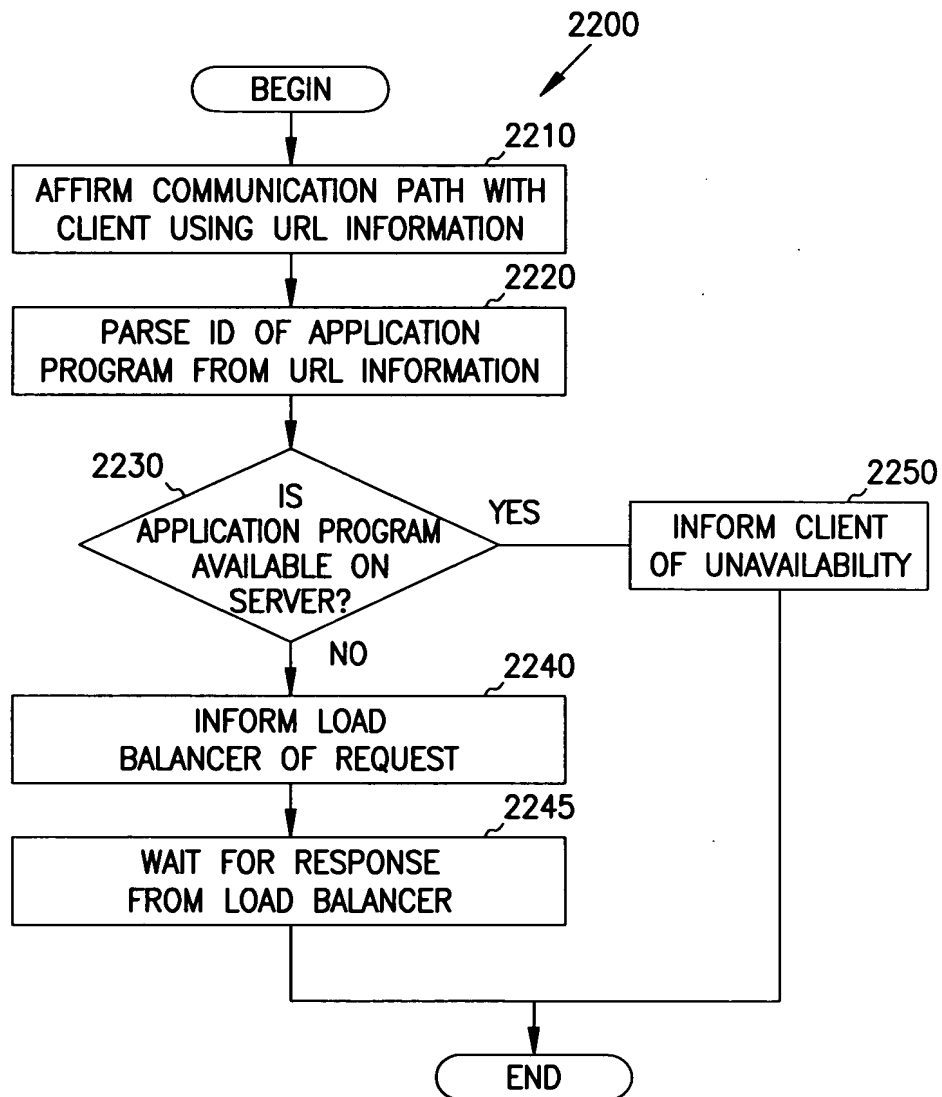 2200
BEGIN
2210
AFFIRM COMMUNICATION PATH WITH
CLIENT USING URL INFORMATION
2220
PARSE ID OF APPLICATION
PROGRAM FROM URL INFORMATION
2230
IS
APPLICATION PROGRAM
AVAILABLE ON
SERVER?
YES
2250
INFORM CLIENT
OF UNAVAILABILITY
NO
2240
INFORM LOAD
BALANCER OF REQUEST
2245
WAIT FOR RESPONSE
FROM LOAD BALANCER
END